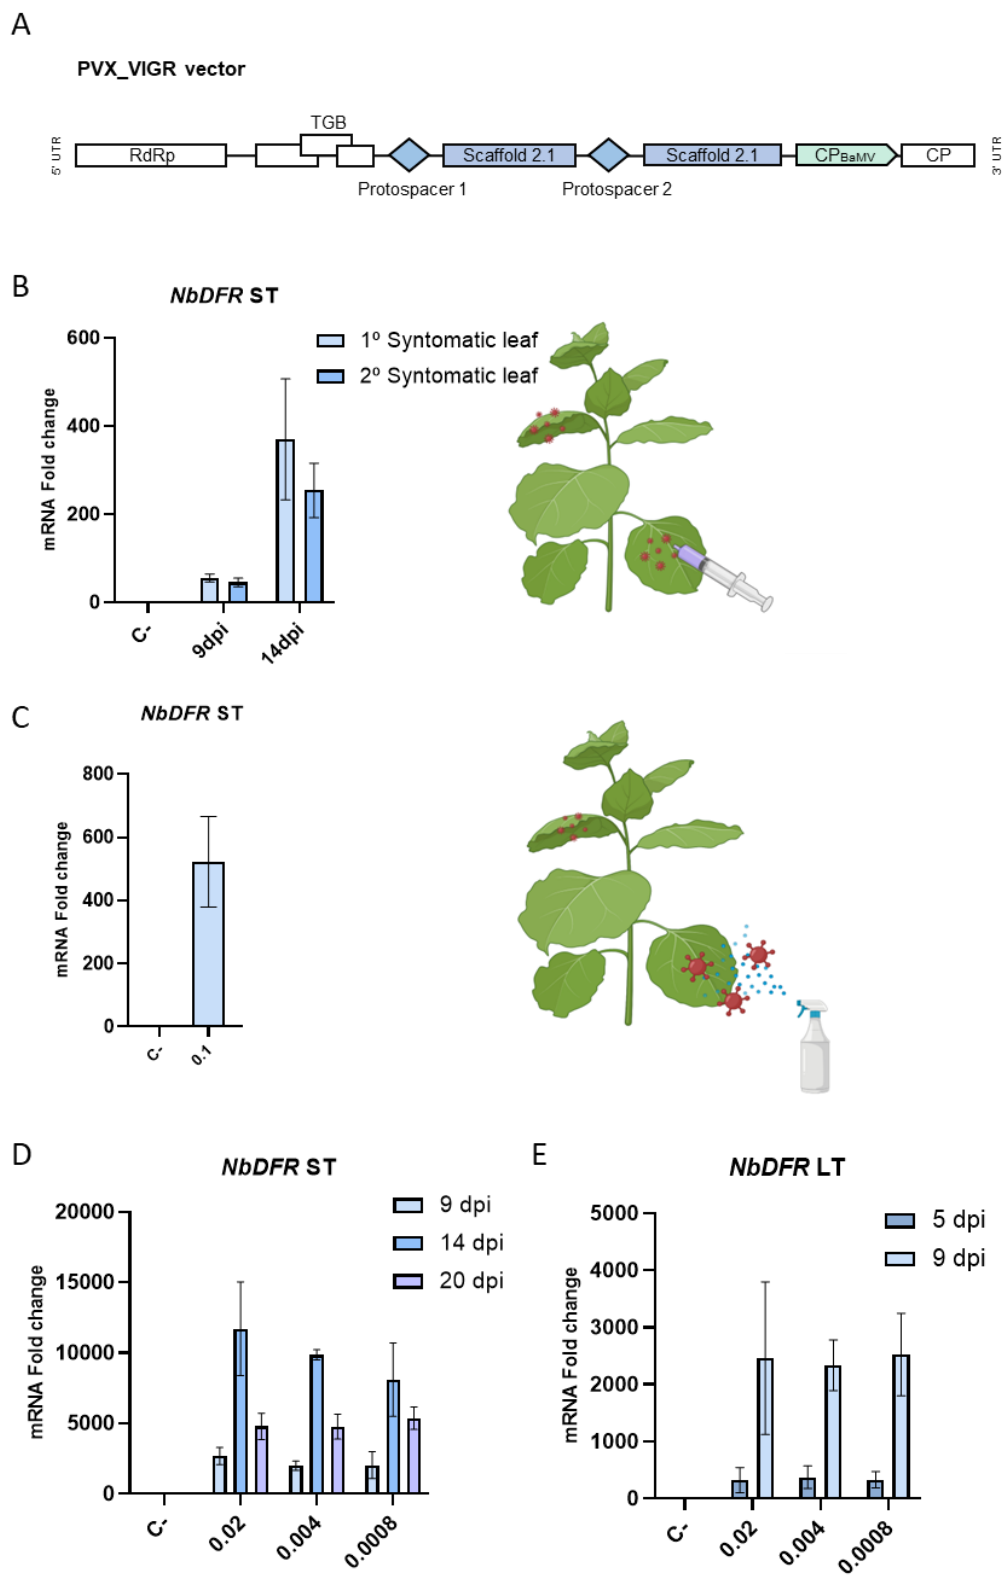 A
PVX_VIGR vector
TGB
5' UTR
RdRp
Scaffold 2.1
Scaffold 2.1
CPBaMV
CP
3' UTR
Protospacer 1
Protospacer 2
B
NbDFR ST
1º Syntomatic leaf
2º Syntomatic leaf
mRNA Fold change
600
400
200
0
C-
9dpi
14dpi
C
NbDFR ST
mRNA Fold change
800
600
400
200
0
C-
0.1
D
NbDFR ST
9 dpi
14 dpi
20 dpi
mRNA Fold change
20000
15000
10000
5000
0
C-
0.02
0.004
0.0008
E
NbDFR LT
5 dpi
9 dpi
mRNA Fold change
5000
4000
3000
2000
1000
0
C-
0.02
0.004
0.0008